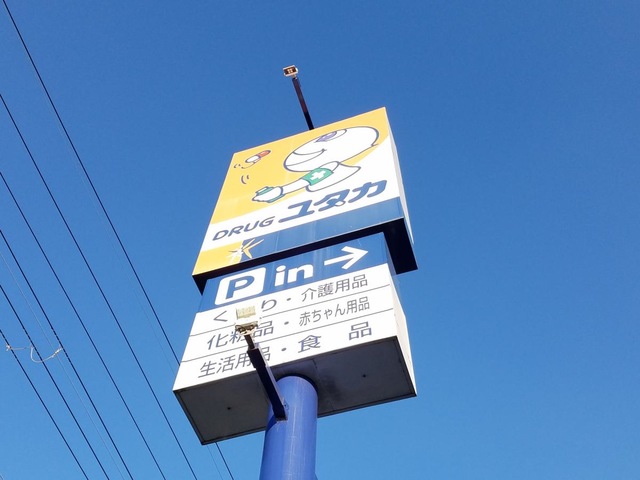 DRUG ユタカ
P in →
くり・介護用品
化粧品・赤ちゃん用品
生活用品・食品